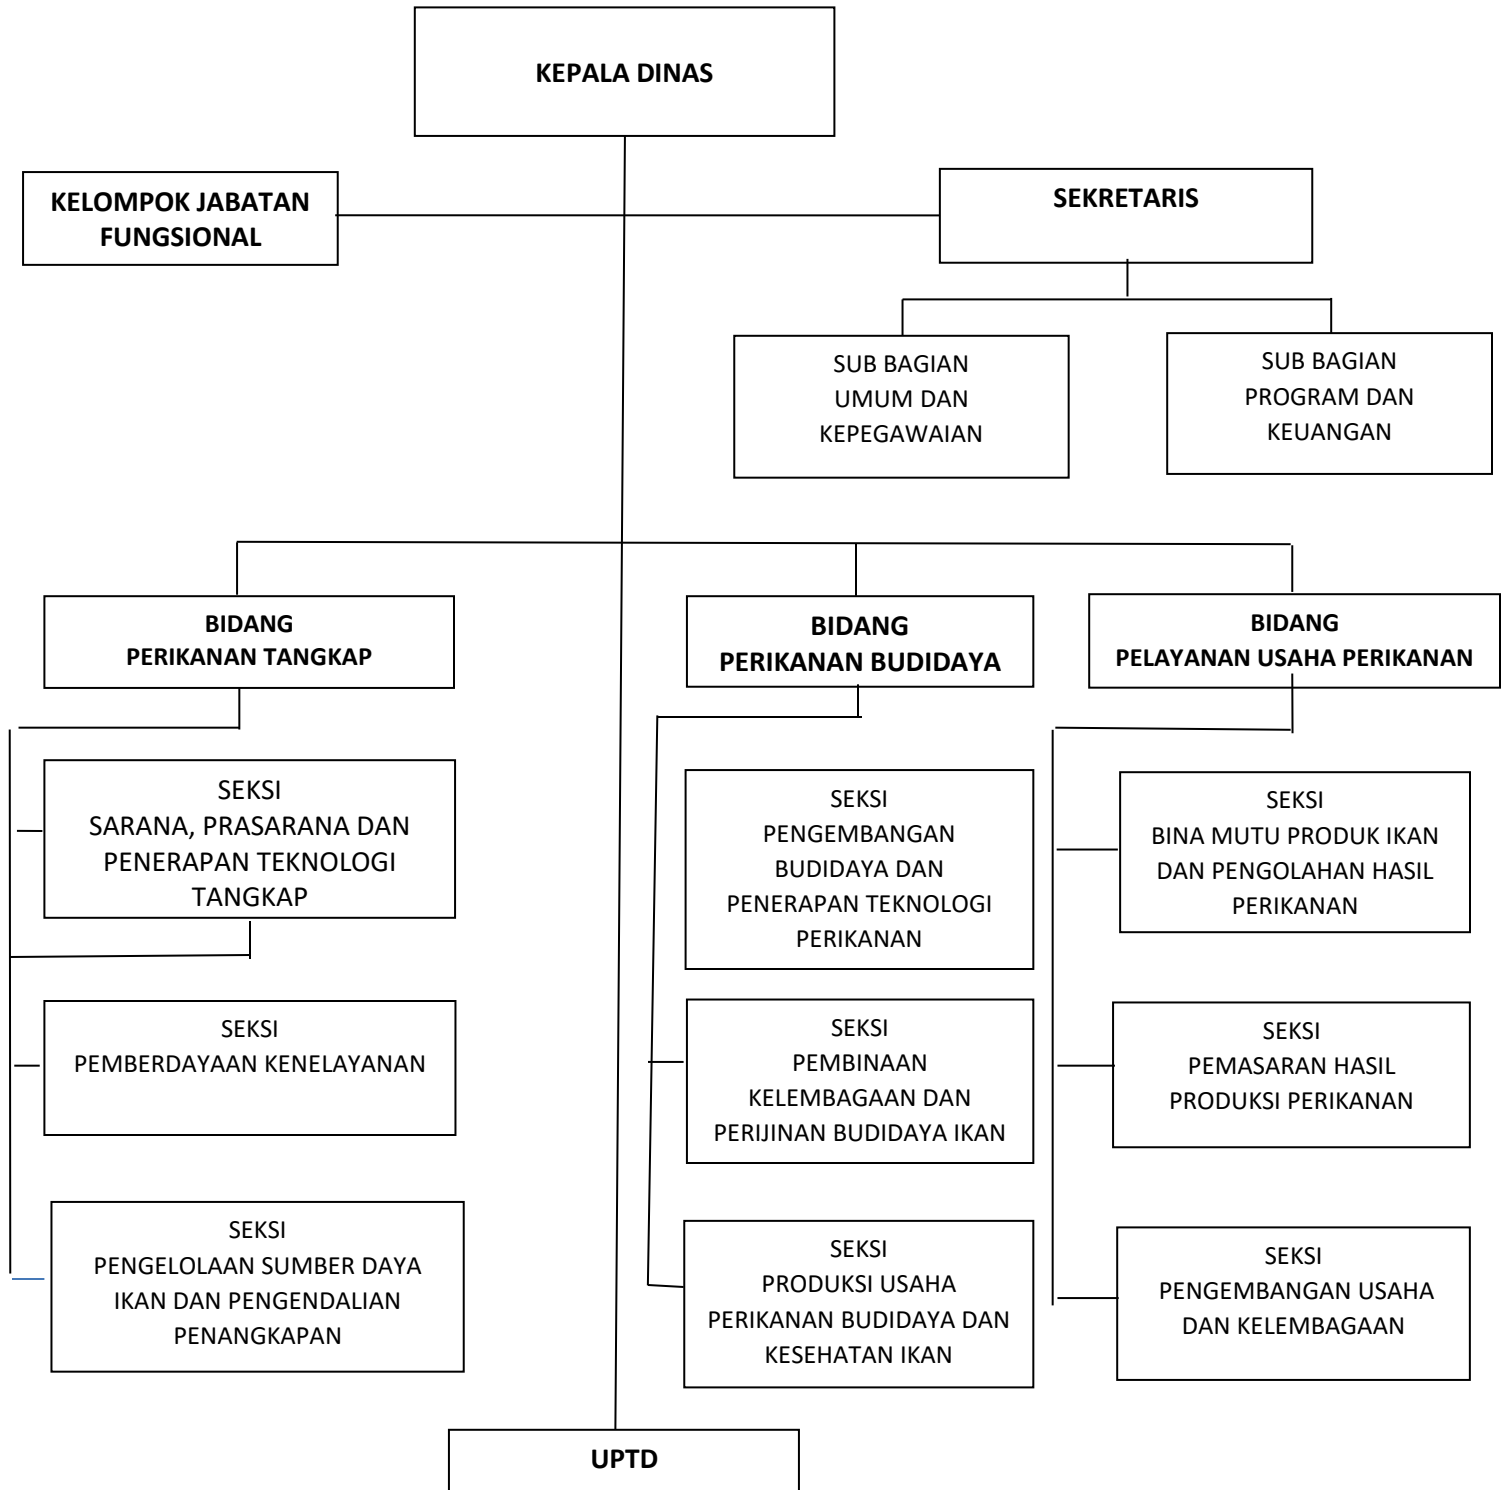 KEPALA DINAS
KELOMPOK JABATAN
FUNGSIONAL
SEKRETARIS
SUB BAGIAN
UMUM DAN
KEPEGAWAIAN
SUB BAGIAN
PROGRAM DAN
KEUANGAN
BIDANG
PERIKANAN TANGKAP
BIDANG
PERIKANAN BUDIDAYA
BIDANG
PELAYANAN USAHA PERIKANAN
SEKSI
SARANA, PRASARANA DAN
PENERAPAN TEKNOLOGI
TANGKAP
SEKSI
PENGEMBANGAN
BUDIDAYA DAN
PENERAPAN TEKNOLOGI
PERIKANAN
SEKSI
BINA MUTU PRODUK IKAN
DAN PENGOLAHAN HASIL
PERIKANAN
SEKSI
PEMBERDAYAAN KENELAYANAN
SEKSI
PEMBINAAN
KELEMBAGAAN DAN
PERIJINAN BUDIDAYA IKAN
SEKSI
PEMASARAN HASIL
PRODUKSI PERIKANAN
SEKSI
PENGELOLAAN SUMBER DAYA
IKAN DAN PENGENDALIAN
PENANGKAPAN
SEKSI
PRODUKSI USAHA
PERIKANAN BUDIDAYA DAN
KESEHATAN IKAN
SEKSI
PENGEMBANGAN USAHA
DAN KELEMBAGAAN
UPTD